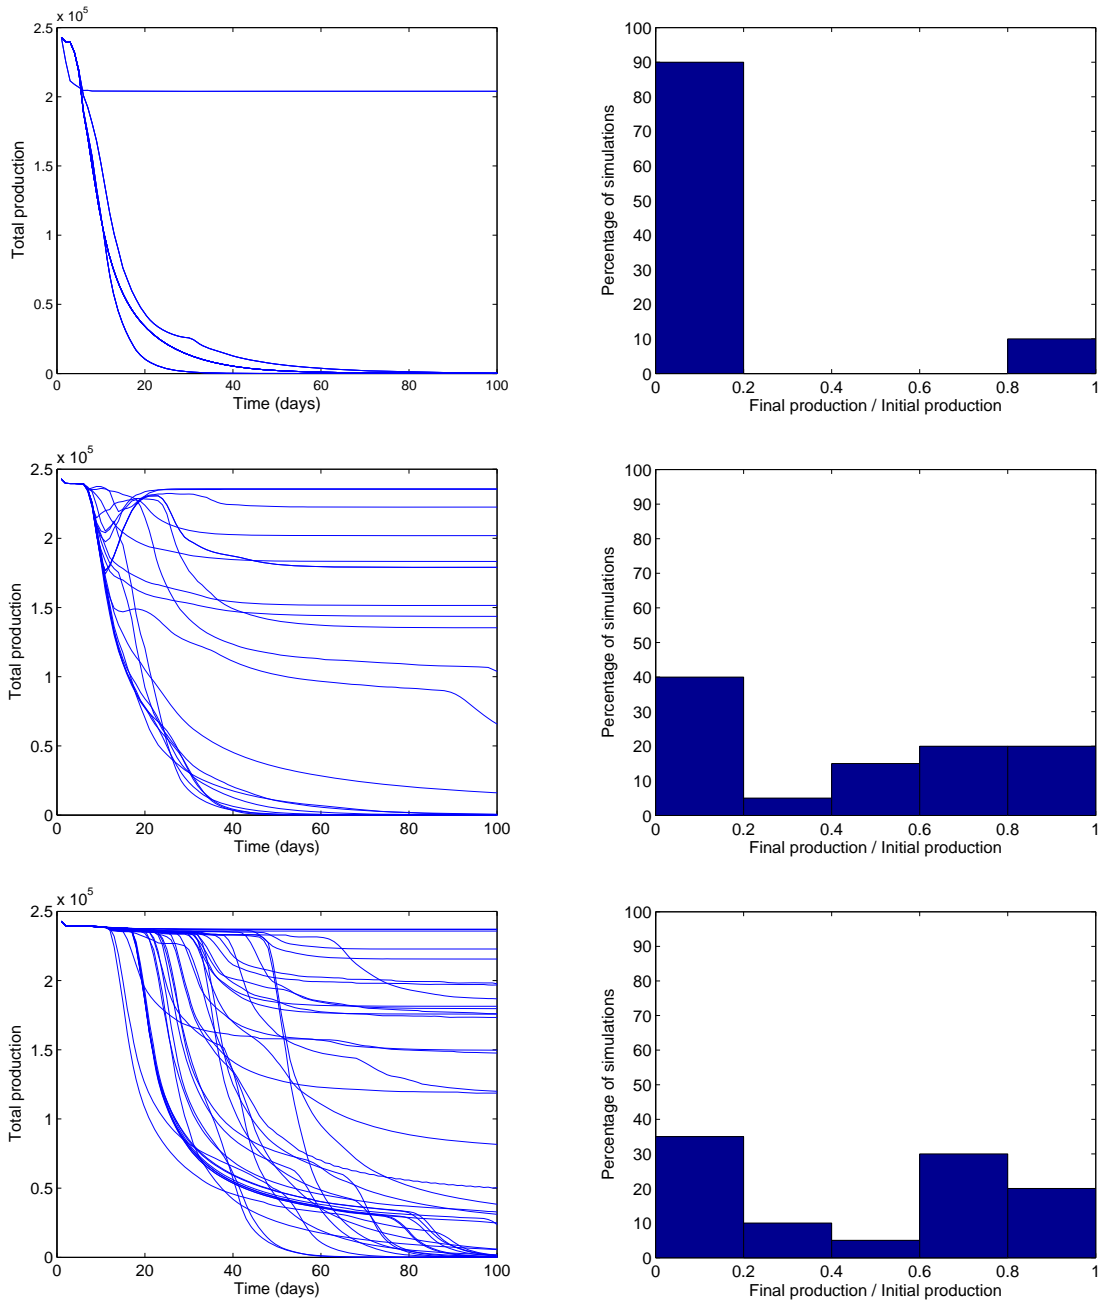 x 10^5
2.5
2
1.5
1
0.5
0
0 20 40 60 80 100
Time (days)
Total production
100
90
80
70
60
50
40
30
20
10
0
0 0.2 0.4 0.6 0.8 1
Final production / Initial production
Percentage of simulations
x 10^5
2.5
2
1.5
1
0.5
0
0 20 40 60 80 100
Time (days)
Total production
100
90
80
70
60
50
40
30
20
10
0
0 0.2 0.4 0.6 0.8 1
Final production / Initial production
Percentage of simulations
x 10^5
2.5
2
1.5
1
0.5
0
0 20 40 60 80 100
Time (days)
Total production
100
90
80
70
60
50
40
30
20
10
0
0 0.2 0.4 0.6 0.8 1
Final production / Initial production
Percentage of simulations